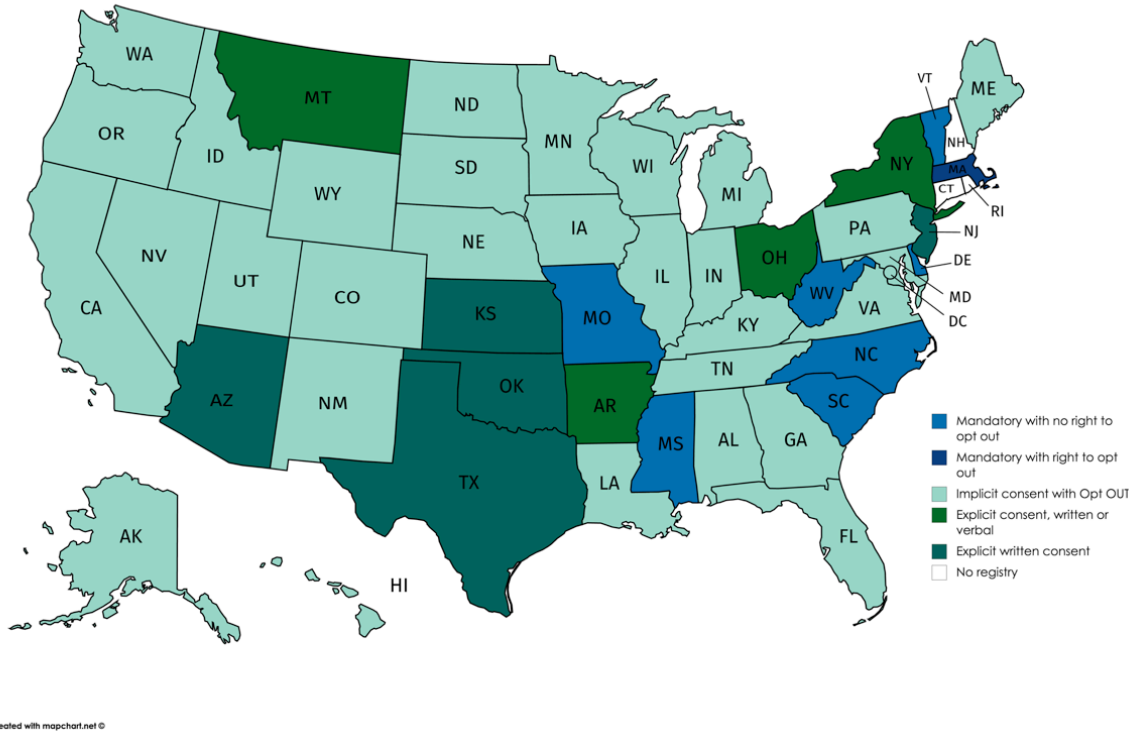 WA
MT
ND
MN
VT
ME
OR
ID
SD
WI
MI
NY
NH
MA
CT
RI
WY
NE
IA
PA
NJ
NV
UT
CO
IL
IN
OH
DE
WV
MD
DC
CA
KS
MO
KY
VA
TN
NC
AZ
NM
OK
AR
SC
TX
LA
MS
AL
GA
FL
AK
HI
Mandatory with no right to
opt out
Mandatory with right to opt
out
Implicit consent with Opt OUT
Explicit consent, written or
verbal
Explicit written consent
No registry
eated with mapchart.net ©